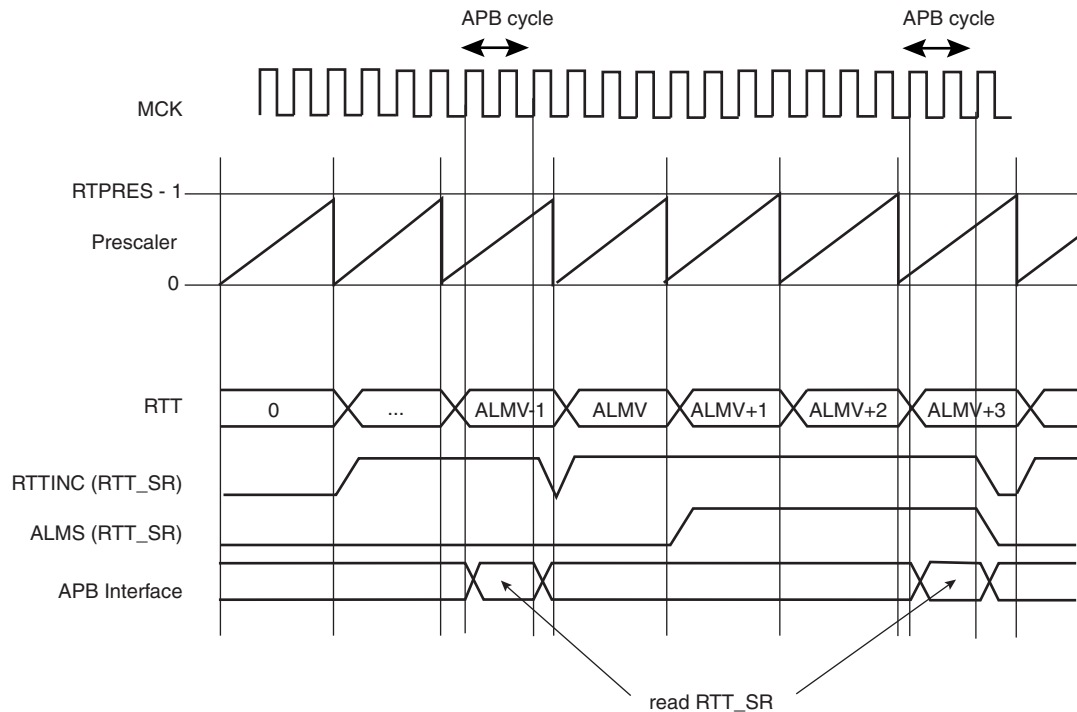 APB cycle APB cycle
MCK
RTPRES - 1
Prescaler
0
RTT 0 ... ALMV-1 ALMV ALMV+1 ALMV+2 ALMV+3
RTTINC (RTT_SR)
ALMS (RTT_SR)
APB Interface
read RTT_SR